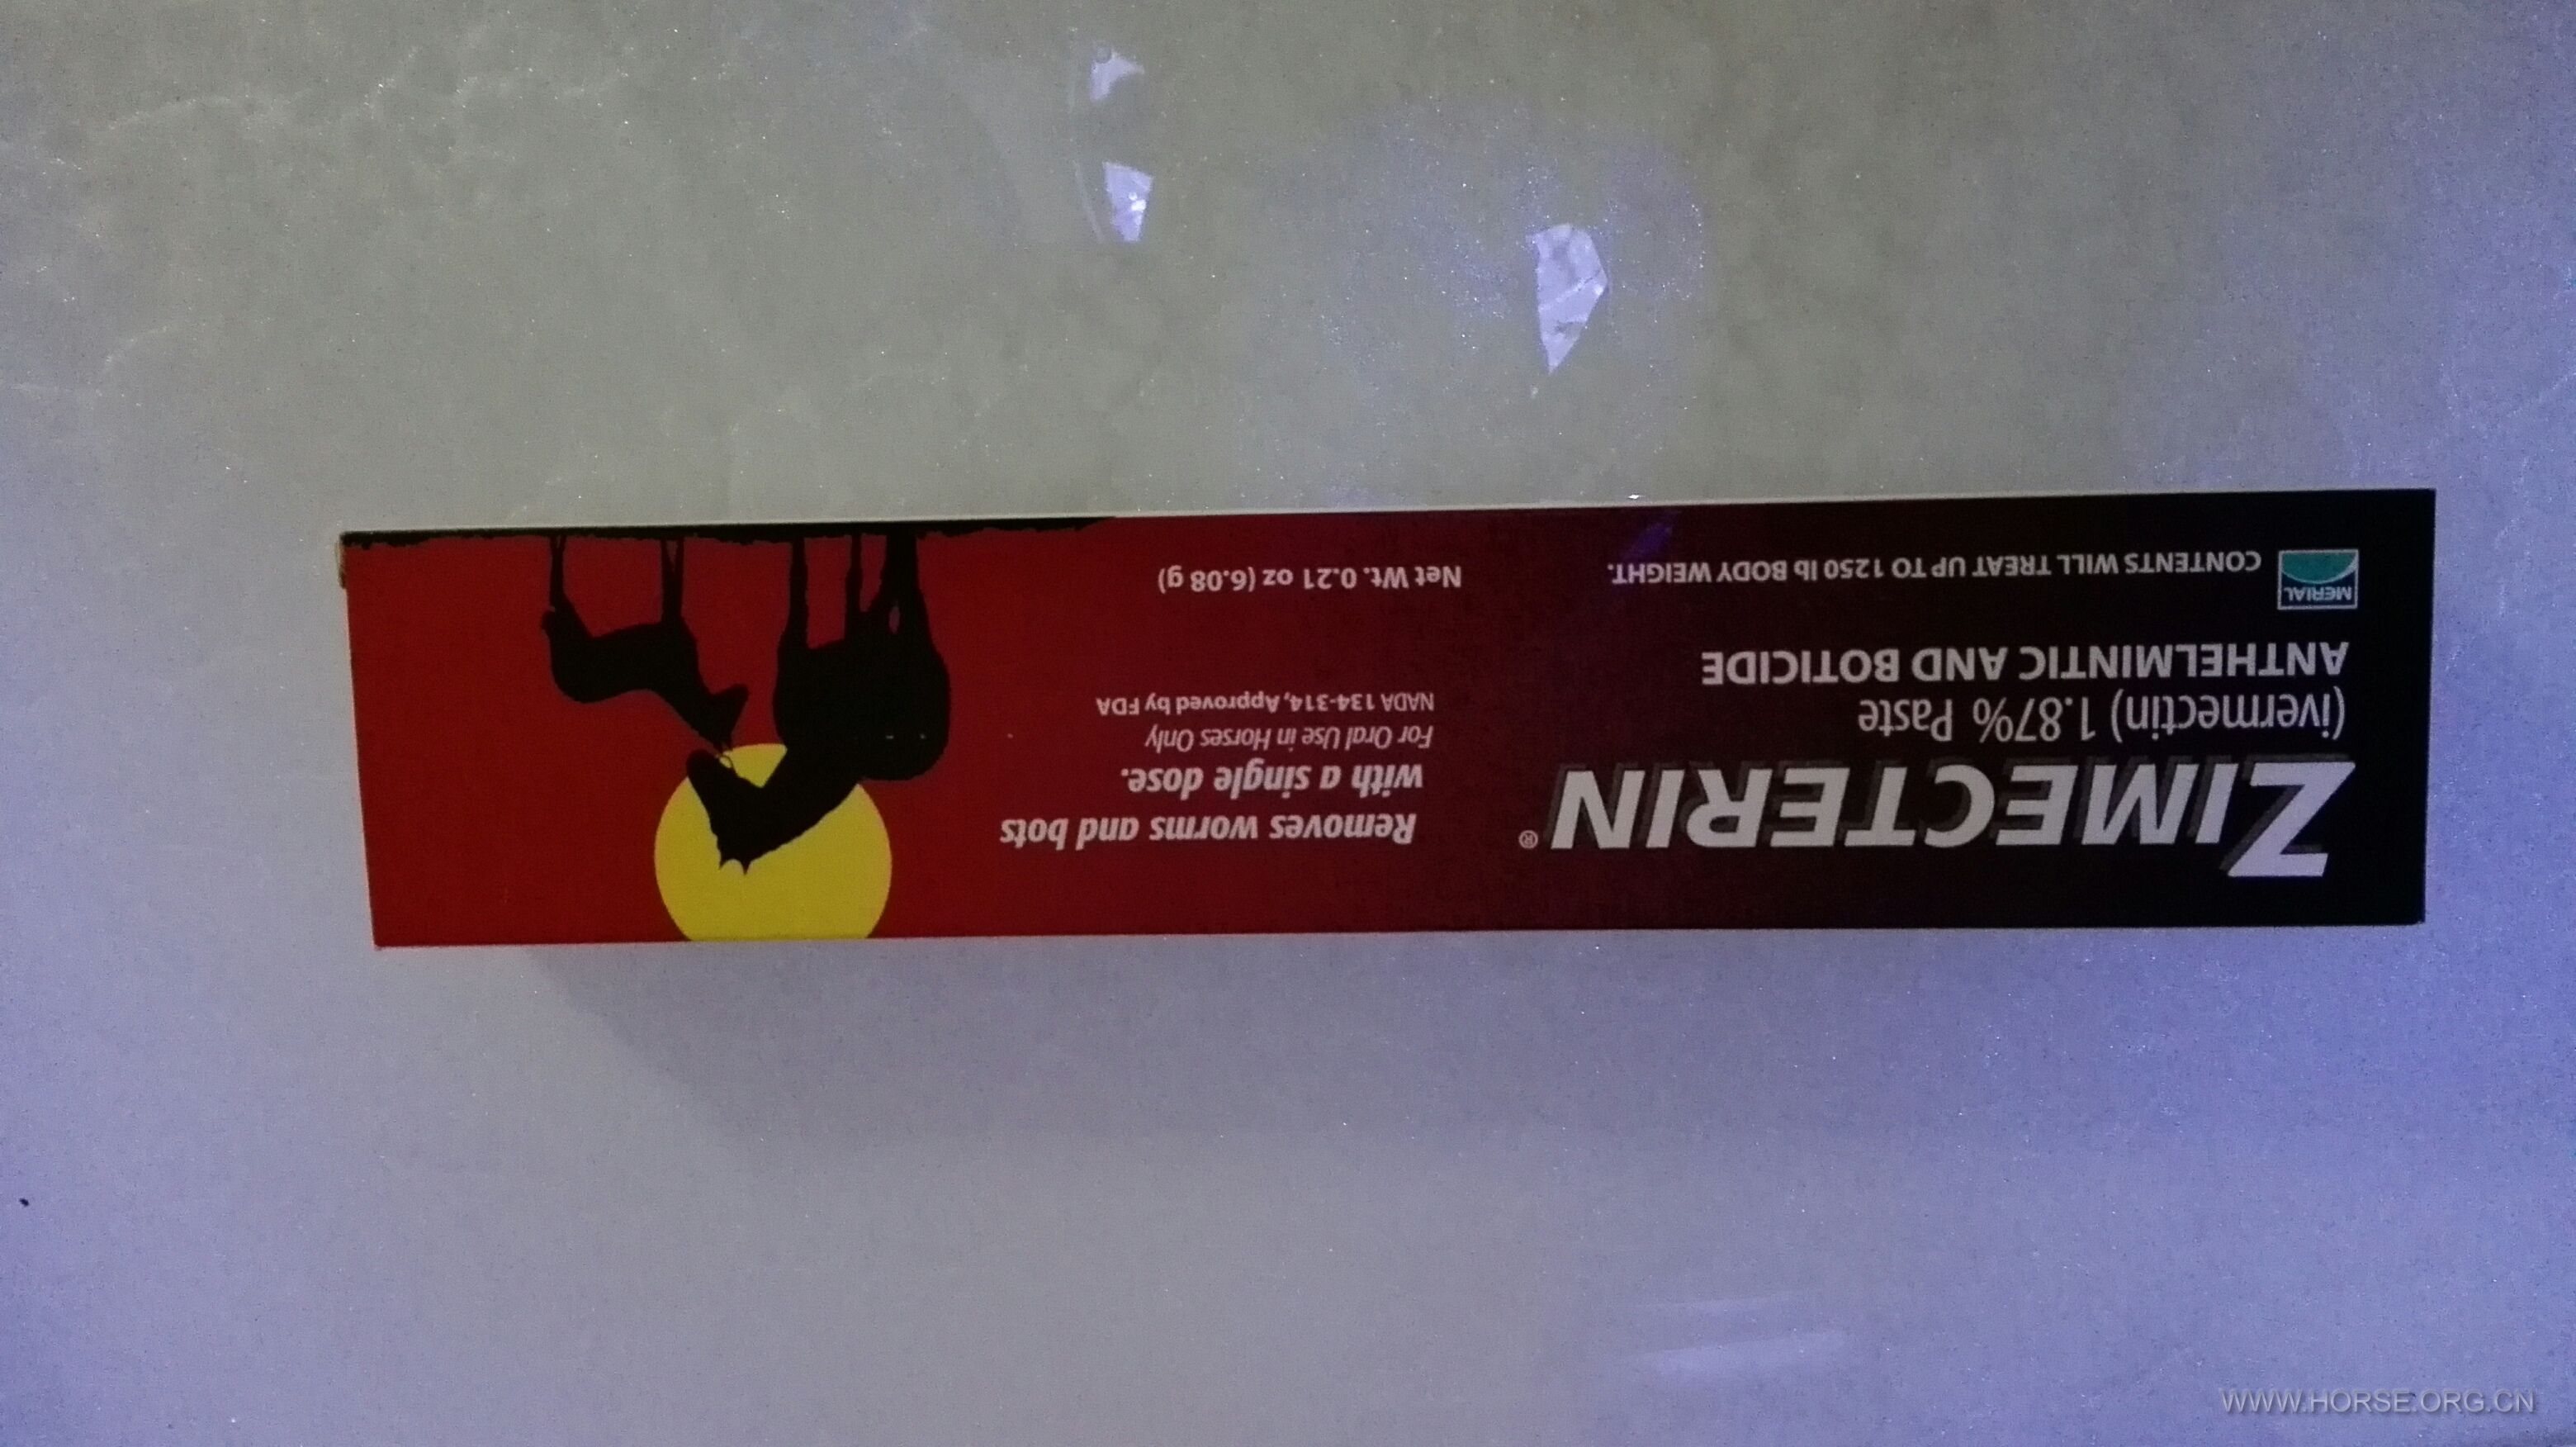 ZIMECTERIN®
(ivermectin) 1.87% Paste
ANTHELMINTIC AND BOTICIDE
MERIAL
CONTENTS WILL TREAT UP TO 1250 lb BODY WEIGHT.
Removes worms and bots
with a single dose.
For Oral Use in Horses Only
NADA 134-314, Approved by FDA
Net Wt. 0.21 oz (6.08 g)
WWW.HORSE.ORG.CN